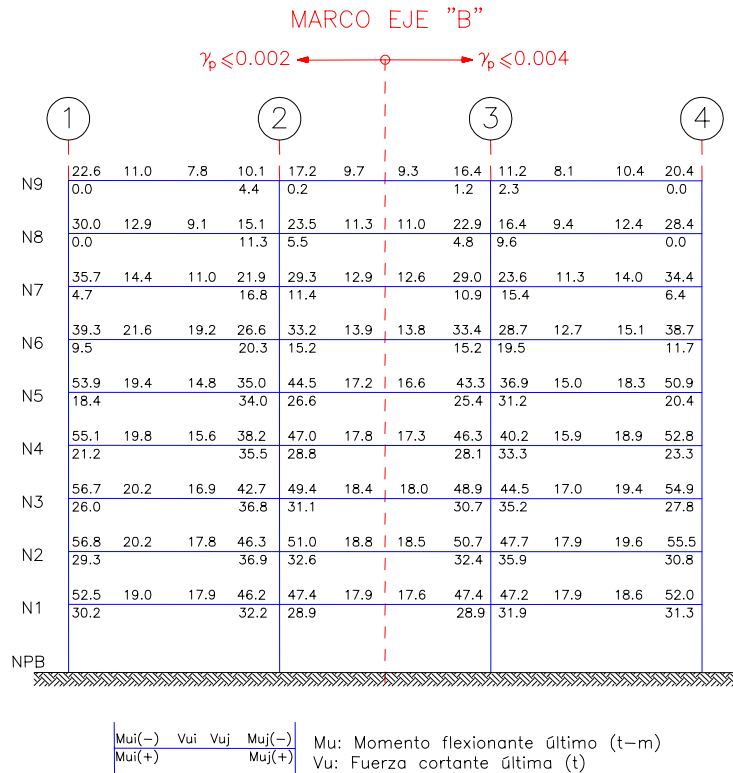 MARCO EJE "B"
γp≤0.002 γp≤0.004
1 2 3 4
22.6 11.0 7.8 10.1 17.2 9.7 9.3 16.4 11.2 8.1 10.4 20.4
N9
0.0 4.4 0.2 1.2 2.3 0.0
30.0 12.9 9.1 15.1 23.5 11.3 11.0 22.9 16.4 9.4 12.4 28.4
N8
0.0 11.3 5.5 4.8 9.6 0.0
35.7 14.4 11.0 21.9 29.3 12.9 12.6 29.0 23.6 11.3 14.0 34.4
N7
4.7 16.8 11.4 10.9 15.4 6.4
39.3 21.6 19.2 26.6 33.2 13.9 13.8 33.4 28.7 12.7 15.1 38.7
N6
9.5 20.3 15.2 15.2 19.5 11.7
53.9 19.4 14.8 35.0 44.5 17.2 16.6 43.3 36.9 15.0 18.3 50.9
N5
18.4 34.0 26.6 25.4 31.2 20.4
55.1 19.8 15.6 38.2 47.0 17.8 17.3 46.3 40.2 15.9 18.9 52.8
N4
21.2 35.5 28.8 28.1 33.3 23.3
56.7 20.2 16.9 42.7 49.4 18.4 18.0 48.9 44.5 17.0 19.4 54.9
N3
26.0 36.8 31.1 30.7 35.2 27.8
56.8 20.2 17.8 46.3 51.0 18.8 18.5 50.7 47.7 17.9 19.6 55.5
N2
29.3 36.9 32.6 32.4 35.9 30.8
52.5 19.0 17.9 46.2 47.4 17.9 17.6 47.4 47.2 17.9 18.6 52.0
N1
30.2 32.2 28.9 28.9 31.9 31.3
NPB
Mui(-) Vui Vuj Muj(-)
Mui(+) Muj(+)
Mu: Momento flexionante último (t-m)
Vu: Fuerza cortante última (t)